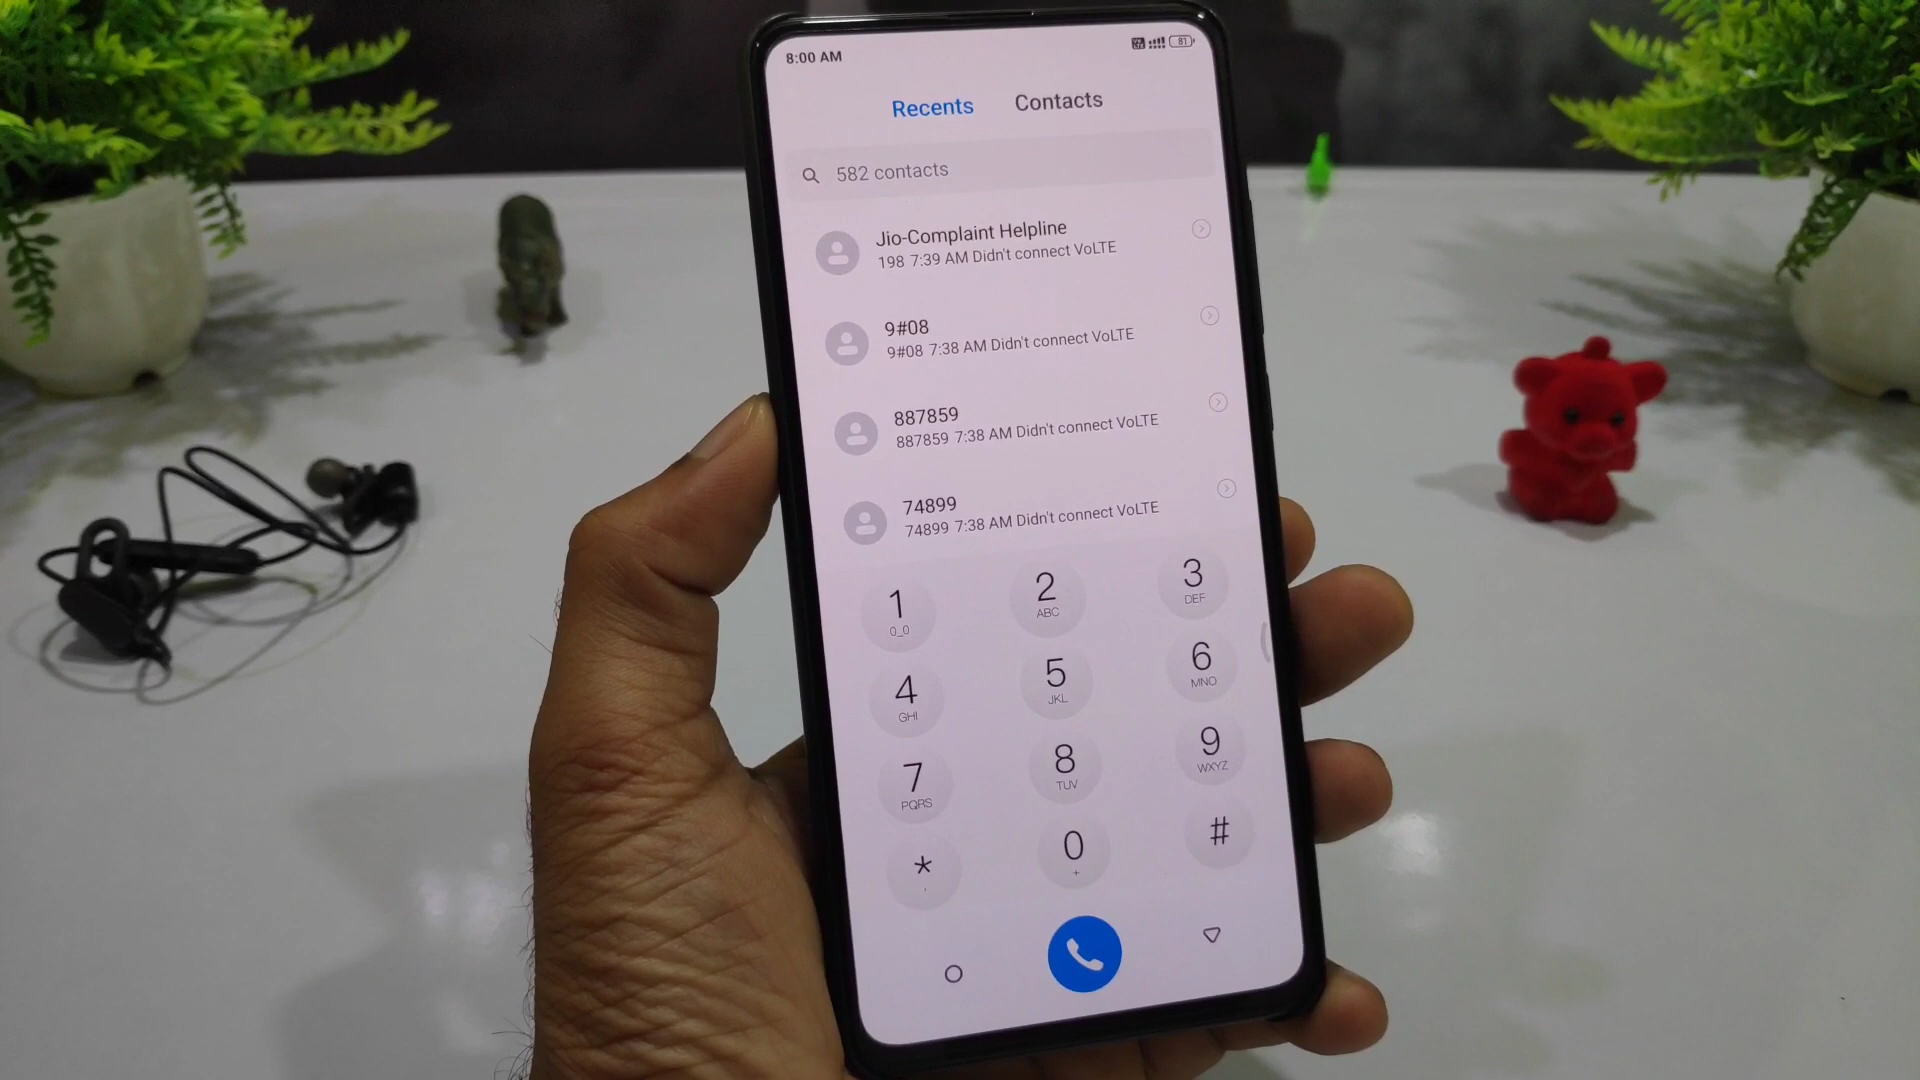 8:00 AM
VoLTE 81
Recents Contacts
582 contacts
Jio-Complaint Helpline
198 7:39 AM Didn't connect VoLTE
9#08
9#08 7:38 AM Didn't connect VoLTE
887859
887859 7:38 AM Didn't connect VoLTE
74899
74899 7:38 AM Didn't connect VoLTE
1 2 3
O_O ABC DEF
4 5 6
GHI JKL MNO
7 8 9
PQRS TUV WXYZ
* 0 #
, +